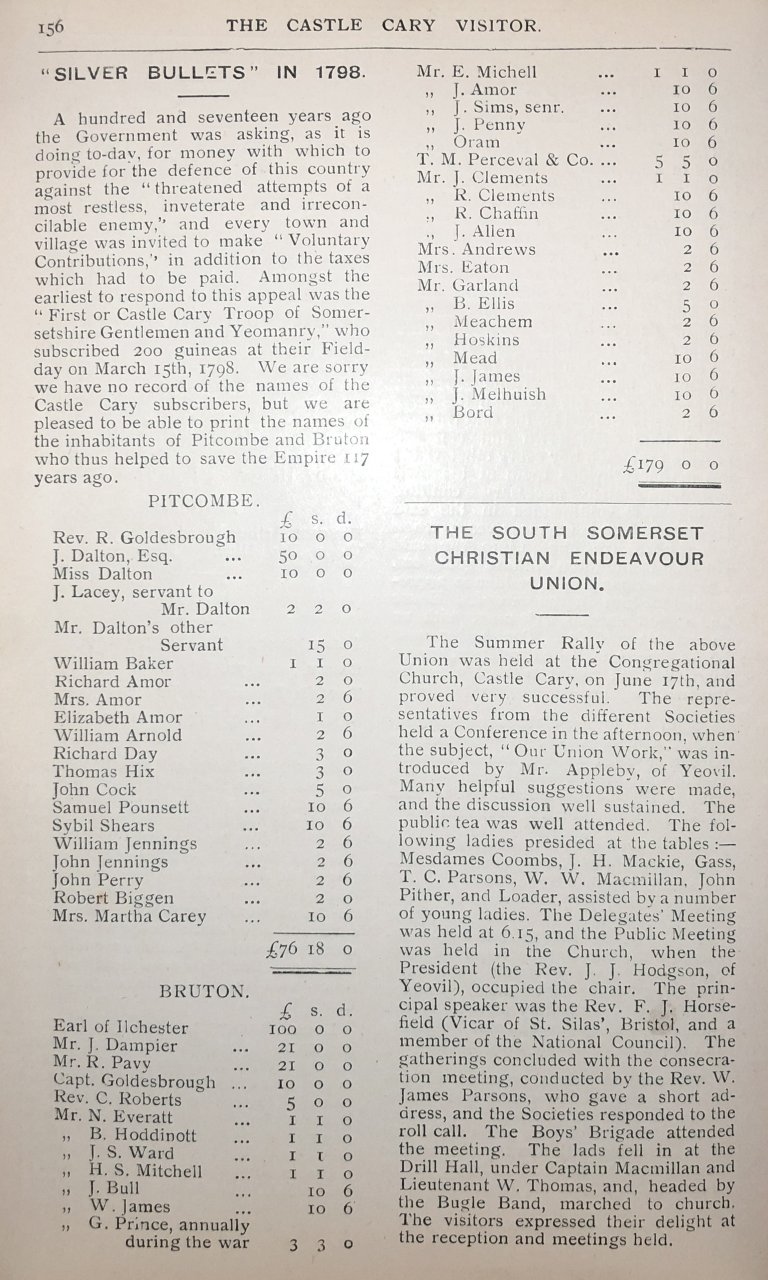 156
THE CASTLE CARY VISITOR.
"SILVER BULLETS" IN 1798.
A hundred and seventeen years ago
the Government was asking, as it is
doing to-day, for money with which to
provide for the defence of this country
against the "threatened attempts of a
most restless, inveterate and irrecon-
cilable enemy," and every town and
village was invited to make "Voluntary
Contributions," in addition to the taxes
which had to be paid. Amongst the
earliest to respond to this appeal was the
"First or Castle Cary Troop of Somer-
setshire Gentlemen and Yeomanry," who
subscribed 200 guineas at their Field-
day on March 15th, 1798. We are sorry
we have no record of the names of the
Castle Cary subscribers, but we are
pleased to be able to print the names of
the inhabitants of Pitcombe and Bruton
who thus helped to save the Empire 117
years ago.
PITCOMBE.
£ s. d.
Rev. R. Goldesbrough 10 0 0
J. Dalton, Esq. ... 50 0 0
Miss Dalton ... 10 0 0
J. Lacey, servant to
Mr. Dalton 2 2 0
Mr. Dalton's other
Servant 15 0
William Baker 1 1 0
Richard Amor ... 2 0
Mrs. Amor ... 2 6
Elizabeth Amor ... 1 0
William Arnold ... 2 6
Richard Day ... 3 0
Thomas Hix ... 3 0
John Cock ... 5 0
Samuel Pounsett ... 10 6
Sybil Shears ... 10 6
William Jennings ... 2 6
John Jennings ... 2 6
John Perry ... 2 6
Robert Biggen ... 2 0
Mrs. Martha Carey ... 10 6
£76 18 0
BRUTON.
£ s. d.
Earl of Ilchester 100 0 0
Mr. J. Dampier ... 21 0 0
Mr. R. Pavy ... 21 0 0
Capt. Goldesbrough ... 10 0 0
Rev. C. Roberts ... 5 0 0
Mr. N. Everatt ... 1 1 0
„ B. Hoddinott ... 1 1 0
„ J. S. Ward ... 1 1 0
„ H. S. Mitchell ... 1 1 0
„ J. Bull ... 10 6
„ W. James ... 10 6
„ G. Prince, annually
during the war 3 3 0
Mr. E. Michell ... 1 1 0
„ J. Amor ... 10 6
„ J. Sims, senr. ... 10 6
„ J. Penny ... 10 6
„ Oram ... 10 6
T. M. Perceval & Co. ... 5 5 0
Mr. J. Clements ... 1 1 0
„ R. Clements ... 10 6
„ R. Chaffin ... 10 6
„ J. Allen ... 10 6
Mrs. Andrews ... 2 6
Mrs. Eaton ... 2 6
Mr. Garland ... 2 6
„ B. Ellis ... 5 0
„ Meachem ... 2 6
„ Hoskins ... 2 6
„ Mead ... 10 6
„ J. James ... 10 6
„ J. Melhuish ... 10 6
„ Bord ... 2 6
£179 0 0
THE SOUTH SOMERSET
CHRISTIAN ENDEAVOUR
UNION.
The Summer Rally of the above
Union was held at the Congregational
Church, Castle Cary, on June 17th, and
proved very successful. The repre-
sentatives from the different Societies
held a Conference in the afternoon, when
the subject, "Our Union Work," was in-
troduced by Mr. Appleby, of Yeovil.
Many helpful suggestions were made,
and the discussion well sustained. The
public tea was well attended. The fol-
lowing ladies presided at the tables :—
Mesdames Coombs, J. H. Mackie, Gass,
T. C. Parsons, W. W. Macmillan, John
Pither, and Loader, assisted by a number
of young ladies. The Delegates' Meeting
was held at 6.15, and the Public Meeting
was held in the Church, when the
President (the Rev. J. J. Hodgson, of
Yeovil), occupied the chair. The prin-
cipal speaker was the Rev. F. J. Horse-
field (Vicar of St. Silas', Bristol, and a
member of the National Council). The
gatherings concluded with the consecra-
tion meeting, conducted by the Rev. W.
James Parsons, who gave a short ad-
dress, and the Societies responded to the
roll call. The Boys' Brigade attended
the meeting. The lads fell in at the
Drill Hall, under Captain Macmillan and
Lieutenant W. Thomas, and, headed by
the Bugle Band, marched to church.
The visitors expressed their delight at
the reception and meetings held.